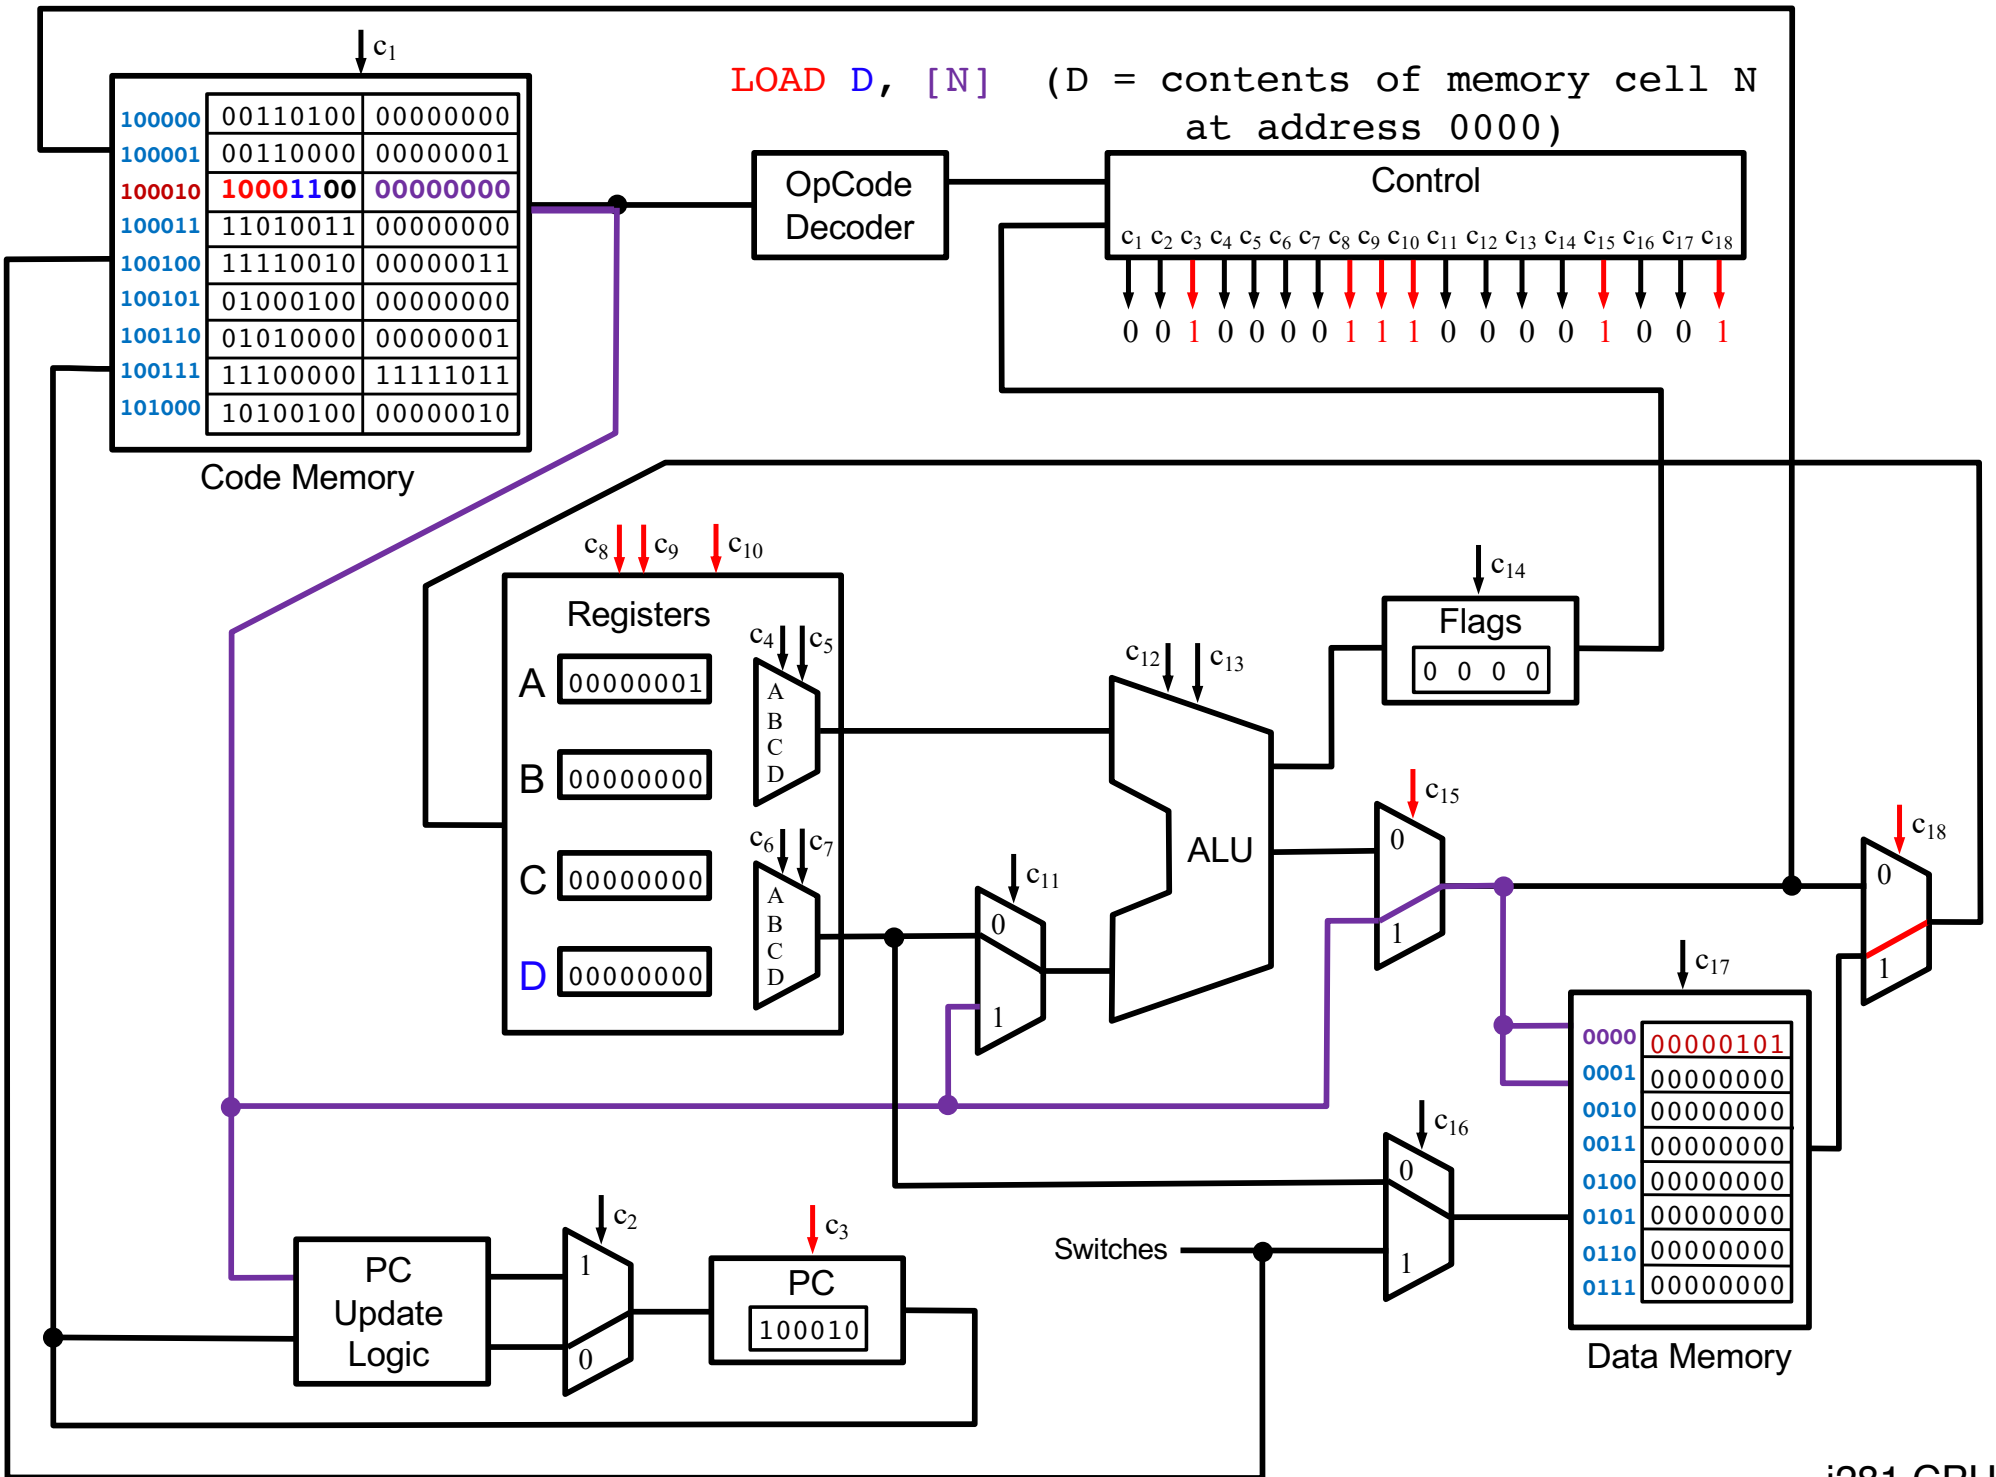 c1
LOAD D, [N] (D = contents of memory cell N
at address 0000)
100000 00110100 00000000
100001 00110000 00000001
100010 10001100 00000000
100011 11010011 00000000
100100 11110010 00000011
100101 01000100 00000000
100110 01010000 00000001
100111 11100000 11111011
101000 10100100 00000010
Code Memory
OpCode
Decoder
Control
c1 c2 c3 c4 c5 c6 c7 c8 c9 c10 c11 c12 c13 c14 c15 c16 c17 c18
0 0 1 0 0 0 0 1 1 1 0 0 0 0 1 0 0 1
c8 c9 c10
Registers
A 00000001
B 00000000
C 00000000
D 00000000
c4 c5
A
B
C
D
c6 c7
A
B
C
D
c11
0
1
c12 c13
ALU
c14
Flags
0 0 0 0
c15
0
1
c18
0
1
c16
0
1
Switches
c17
0000 00000101
0001 00000000
0010 00000000
0011 00000000
0100 00000000
0101 00000000
0110 00000000
0111 00000000
Data Memory
PC
Update
Logic
c2
1
0
c3
PC
100010